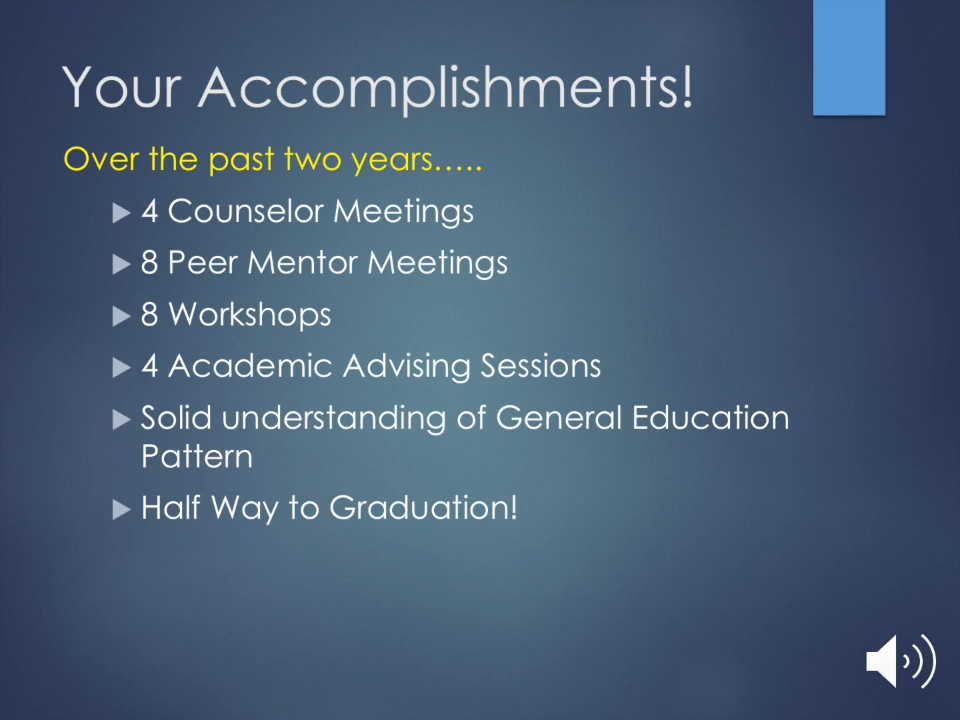 Your Accomplishments!
Over the past two years.....
4 Counselor Meetings
8 Peer Mentor Meetings
8 Workshops
4 Academic Advising Sessions
Solid understanding of General Education
Pattern
Half Way to Graduation!